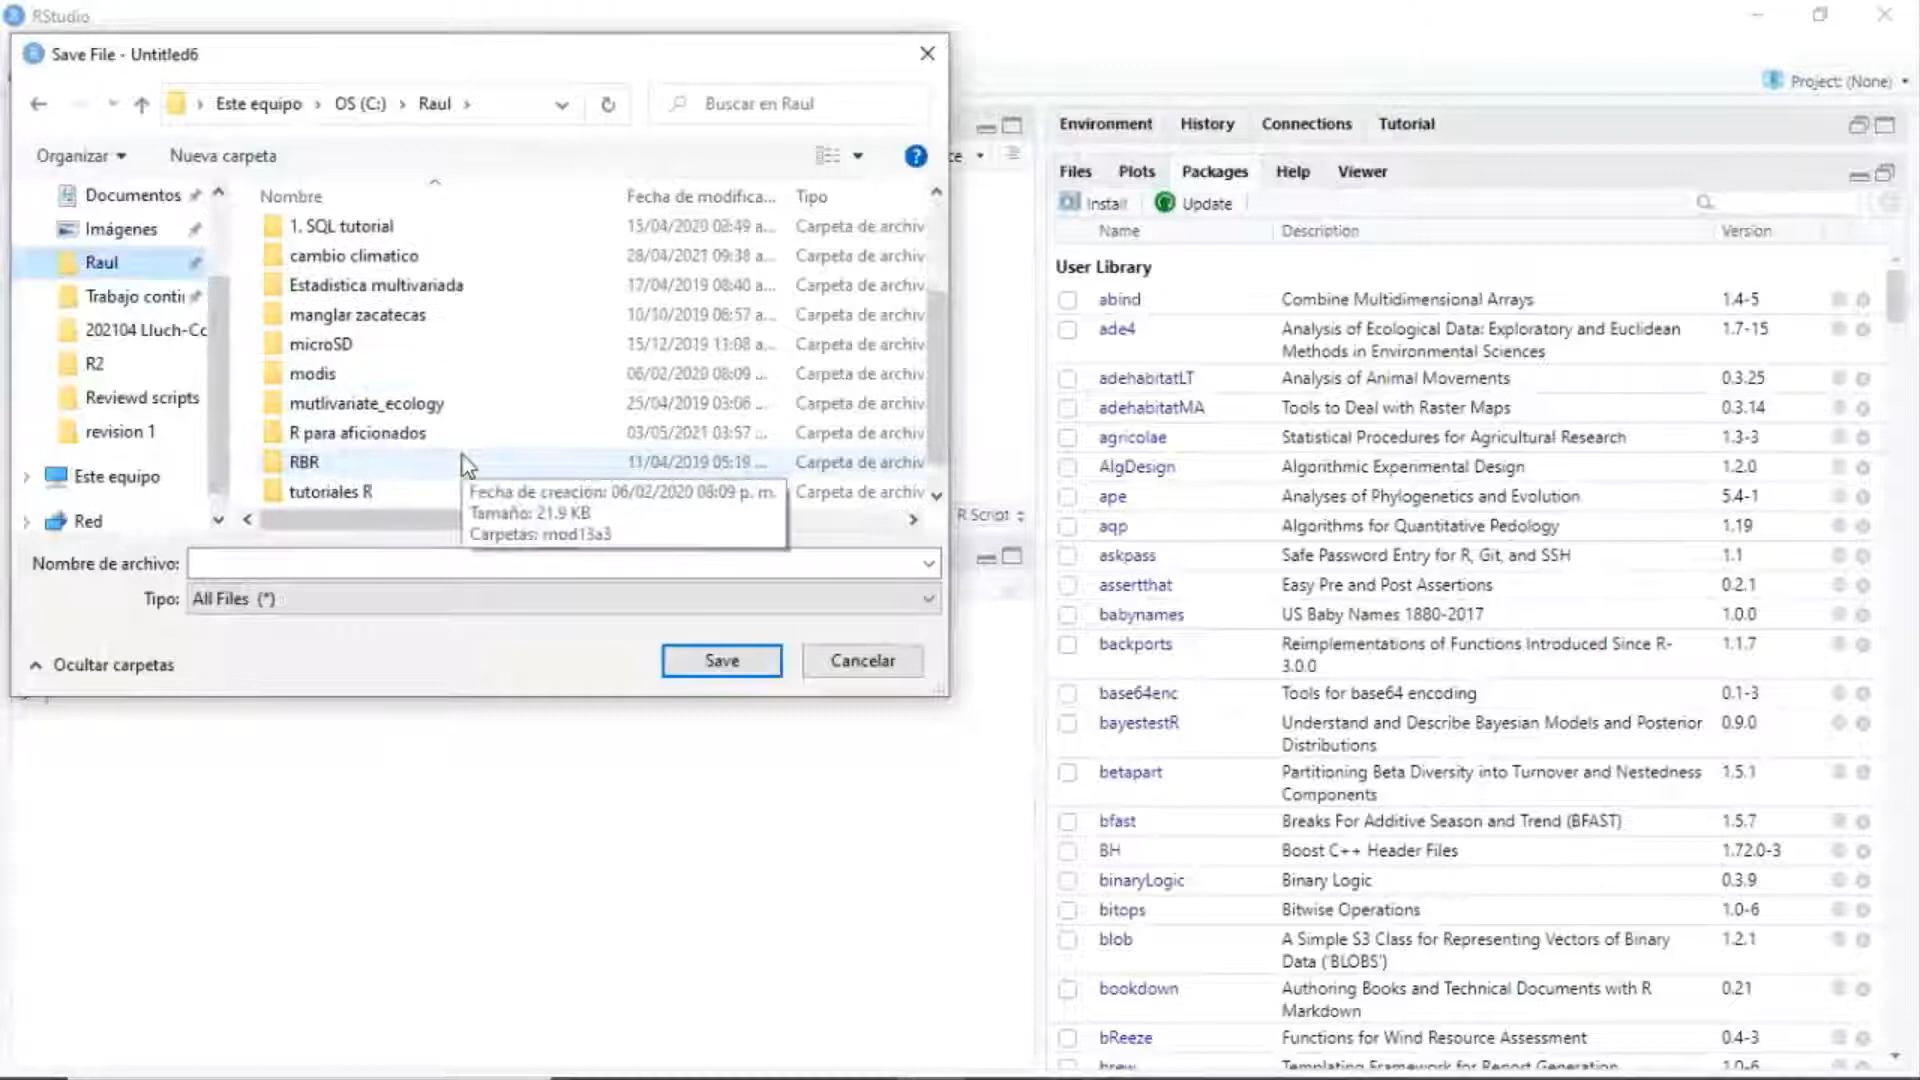 RStudio
Save File - Untitled6
Este equipo > OS (C:) > Raul >
Buscar en Raul
Organizar
Nueva carpeta
Documentos
Imágenes
Raul
Trabajo conti
202104 Lluch-Cc
R2
Reviewd scripts
revision 1
Este equipo
Red
Nombre Fecha de modifica... Tipo
1. SQL tutorial 15/04/2020 08:49 a... Carpeta de archiv
cambio climatico 28/04/2021 09:38 a... Carpeta de archiv
Estadistica multivariada 17/04/2019 08:40 a... Carpeta de archiv
manglar zacatecas 10/10/2019 06:57 a... Carpeta de archiv
microSD 15/12/2019 11:08 a... Carpeta de archiv
modis 06/02/2020 08:09 ... Carpeta de archiv
mutlivariate_ecology 25/04/2019 03:06 ... Carpeta de archiv
R para aficionados 03/05/2021 03:57 ... Carpeta de archiv
RBR 11/04/2019 05:19 ... Carpeta de archiv
tutoriales R Carpeta de archiv
Fecha de creación: 06/02/2020 08:09 p. m.
Tamaño: 21.9 KB
Carpetas: mod13a3
Nombre de archivo:
Tipo: All Files (*)
Ocultar carpetas
Save
Cancelar
ce
R Script
Project: (None)
Environment History Connections Tutorial
Files Plots Packages Help Viewer
Install Update
Name Description Version
User Library
abind Combine Multidimensional Arrays 1.4-5
ade4 Analysis of Ecological Data: Exploratory and Euclidean 1.7-15
Methods in Environmental Sciences
adehabitatLT Analysis of Animal Movements 0.3.25
adehabitatMA Tools to Deal with Raster Maps 0.3.14
agricolae Statistical Procedures for Agricultural Research 1.3-3
AlgDesign Algorithmic Experimental Design 1.2.0
ape Analyses of Phylogenetics and Evolution 5.4-1
aqp Algorithms for Quantitative Pedology 1.19
askpass Safe Password Entry for R, Git, and SSH 1.1
assertthat Easy Pre and Post Assertions 0.2.1
babynames US Baby Names 1880-2017 1.0.0
backports Reimplementations of Functions Introduced Since R- 1.1.7
3.0.0
base64enc Tools for base64 encoding 0.1-3
bayestestR Understand and Describe Bayesian Models and Posterior 0.9.0
Distributions
betapart Partitioning Beta Diversity into Turnover and Nestedness 1.5.1
Components
bfast Breaks For Additive Season and Trend (BFAST) 1.5.7
BH Boost C++ Header Files 1.72.0-3
binaryLogic Binary Logic 0.3.9
bitops Bitwise Operations 1.0-6
blob A Simple S3 Class for Representing Vectors of Binary 1.2.1
Data ('BLOBS')
bookdown Authoring Books and Technical Documents with R 0.21
Markdown
bReeze Functions for Wind Resource Assessment 0.4-3
brew Templating Framework for Report Generation 1.0-6